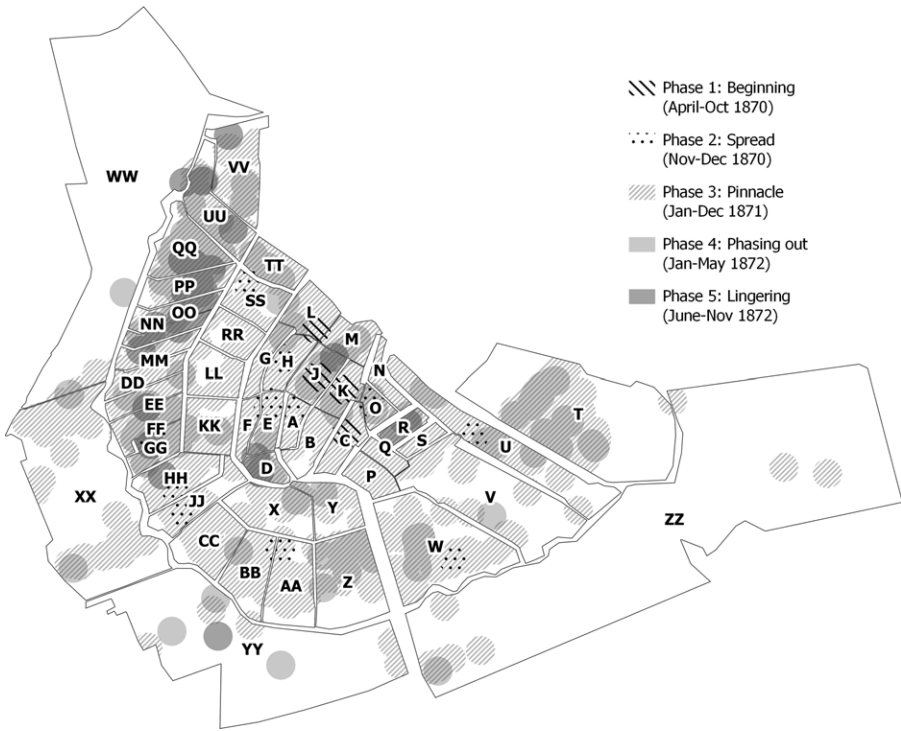 Phase 1: Beginning
(April-Oct 1870)
Phase 2: Spread
(Nov-Dec 1870)
Phase 3: Pinnacle
(Jan-Dec 1871)
Phase 4: Phasing out
(Jan-May 1872)
Phase 5: Lingering
(June-Nov 1872)
WW
VV
UU
QQ
TT
PP
SS
OO
L
NN
RR
M
MM
G
H
J
N
DD
LL
K
EE
O
T
FF
KK
F
E
A
R
GG
B
C
Q
S
U
HH
D
P
XX
JJ
X
Y
V
ZZ
CC
W
BB
AA
Z
YY